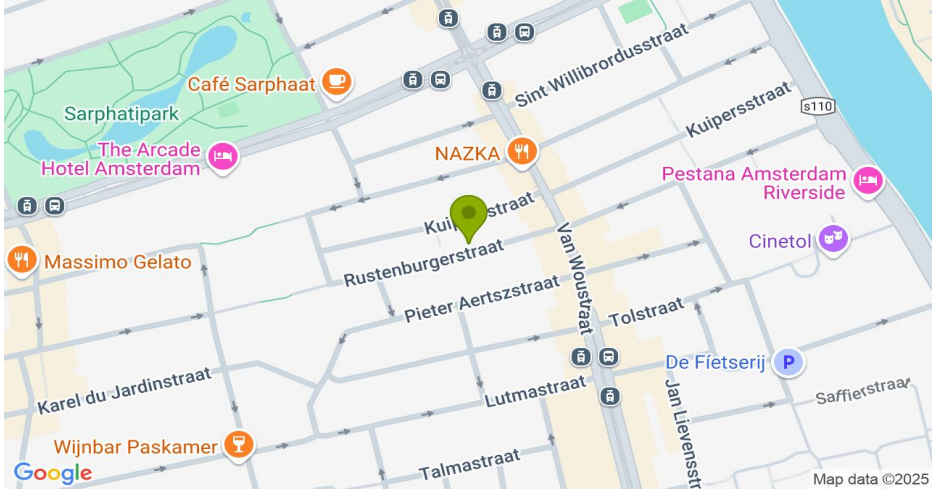 Sint Willibrordusstraat
Café Sarphaat
Sarphatipark
s110
Kuipersstraat
The Arcade
Hotel Amsterdam
NAZKA
Pestana Amsterdam
Riverside
Cinetol
Van Woustraat
Massimo Gelato
Rustenburgerstraat
Pieter Aertszstraat
Tolstraat
De Fíetserij
P
Karel du Jardinstraat
Lutmastraat
Jan Lievensstr
Saffierstraat
Wijnbar Paskamer
Talmastraat
Google
Map data ©2025